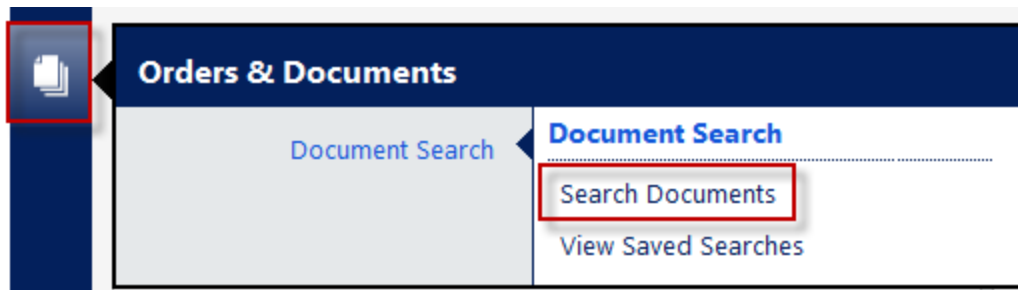 Orders & Documents
Document Search
Document Search
Search Documents
View Saved Searches